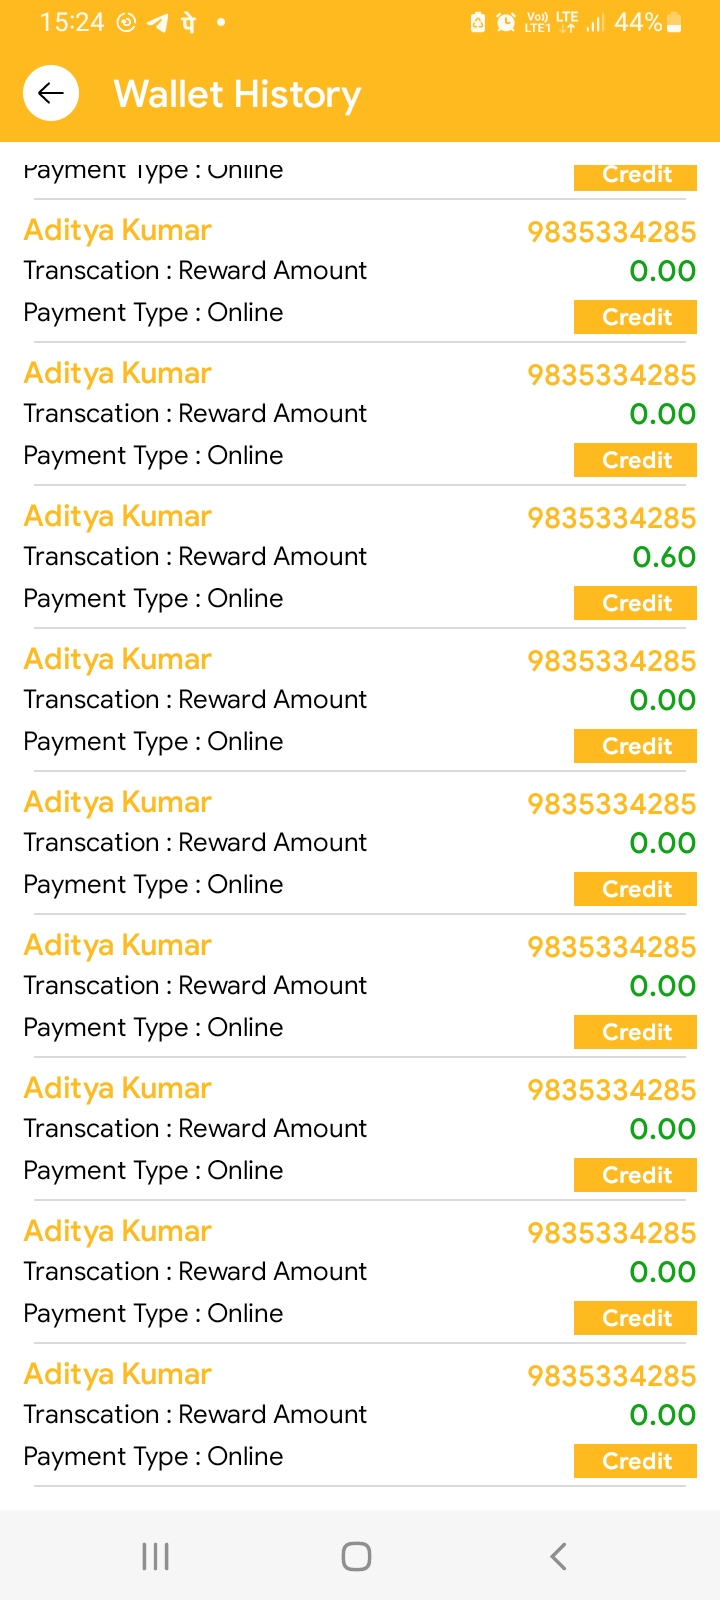 15:24 पे 44%
Vo)) LTE
LTE1
Wallet History
Payment Type : Online Credit
Aditya Kumar 9835334285
Transcation : Reward Amount 0.00
Payment Type : Online Credit
Aditya Kumar 9835334285
Transcation : Reward Amount 0.00
Payment Type : Online Credit
Aditya Kumar 9835334285
Transcation : Reward Amount 0.60
Payment Type : Online Credit
Aditya Kumar 9835334285
Transcation : Reward Amount 0.00
Payment Type : Online Credit
Aditya Kumar 9835334285
Transcation : Reward Amount 0.00
Payment Type : Online Credit
Aditya Kumar 9835334285
Transcation : Reward Amount 0.00
Payment Type : Online Credit
Aditya Kumar 9835334285
Transcation : Reward Amount 0.00
Payment Type : Online Credit
Aditya Kumar 9835334285
Transcation : Reward Amount 0.00
Payment Type : Online Credit
Aditya Kumar 9835334285
Transcation : Reward Amount 0.00
Payment Type : Online Credit